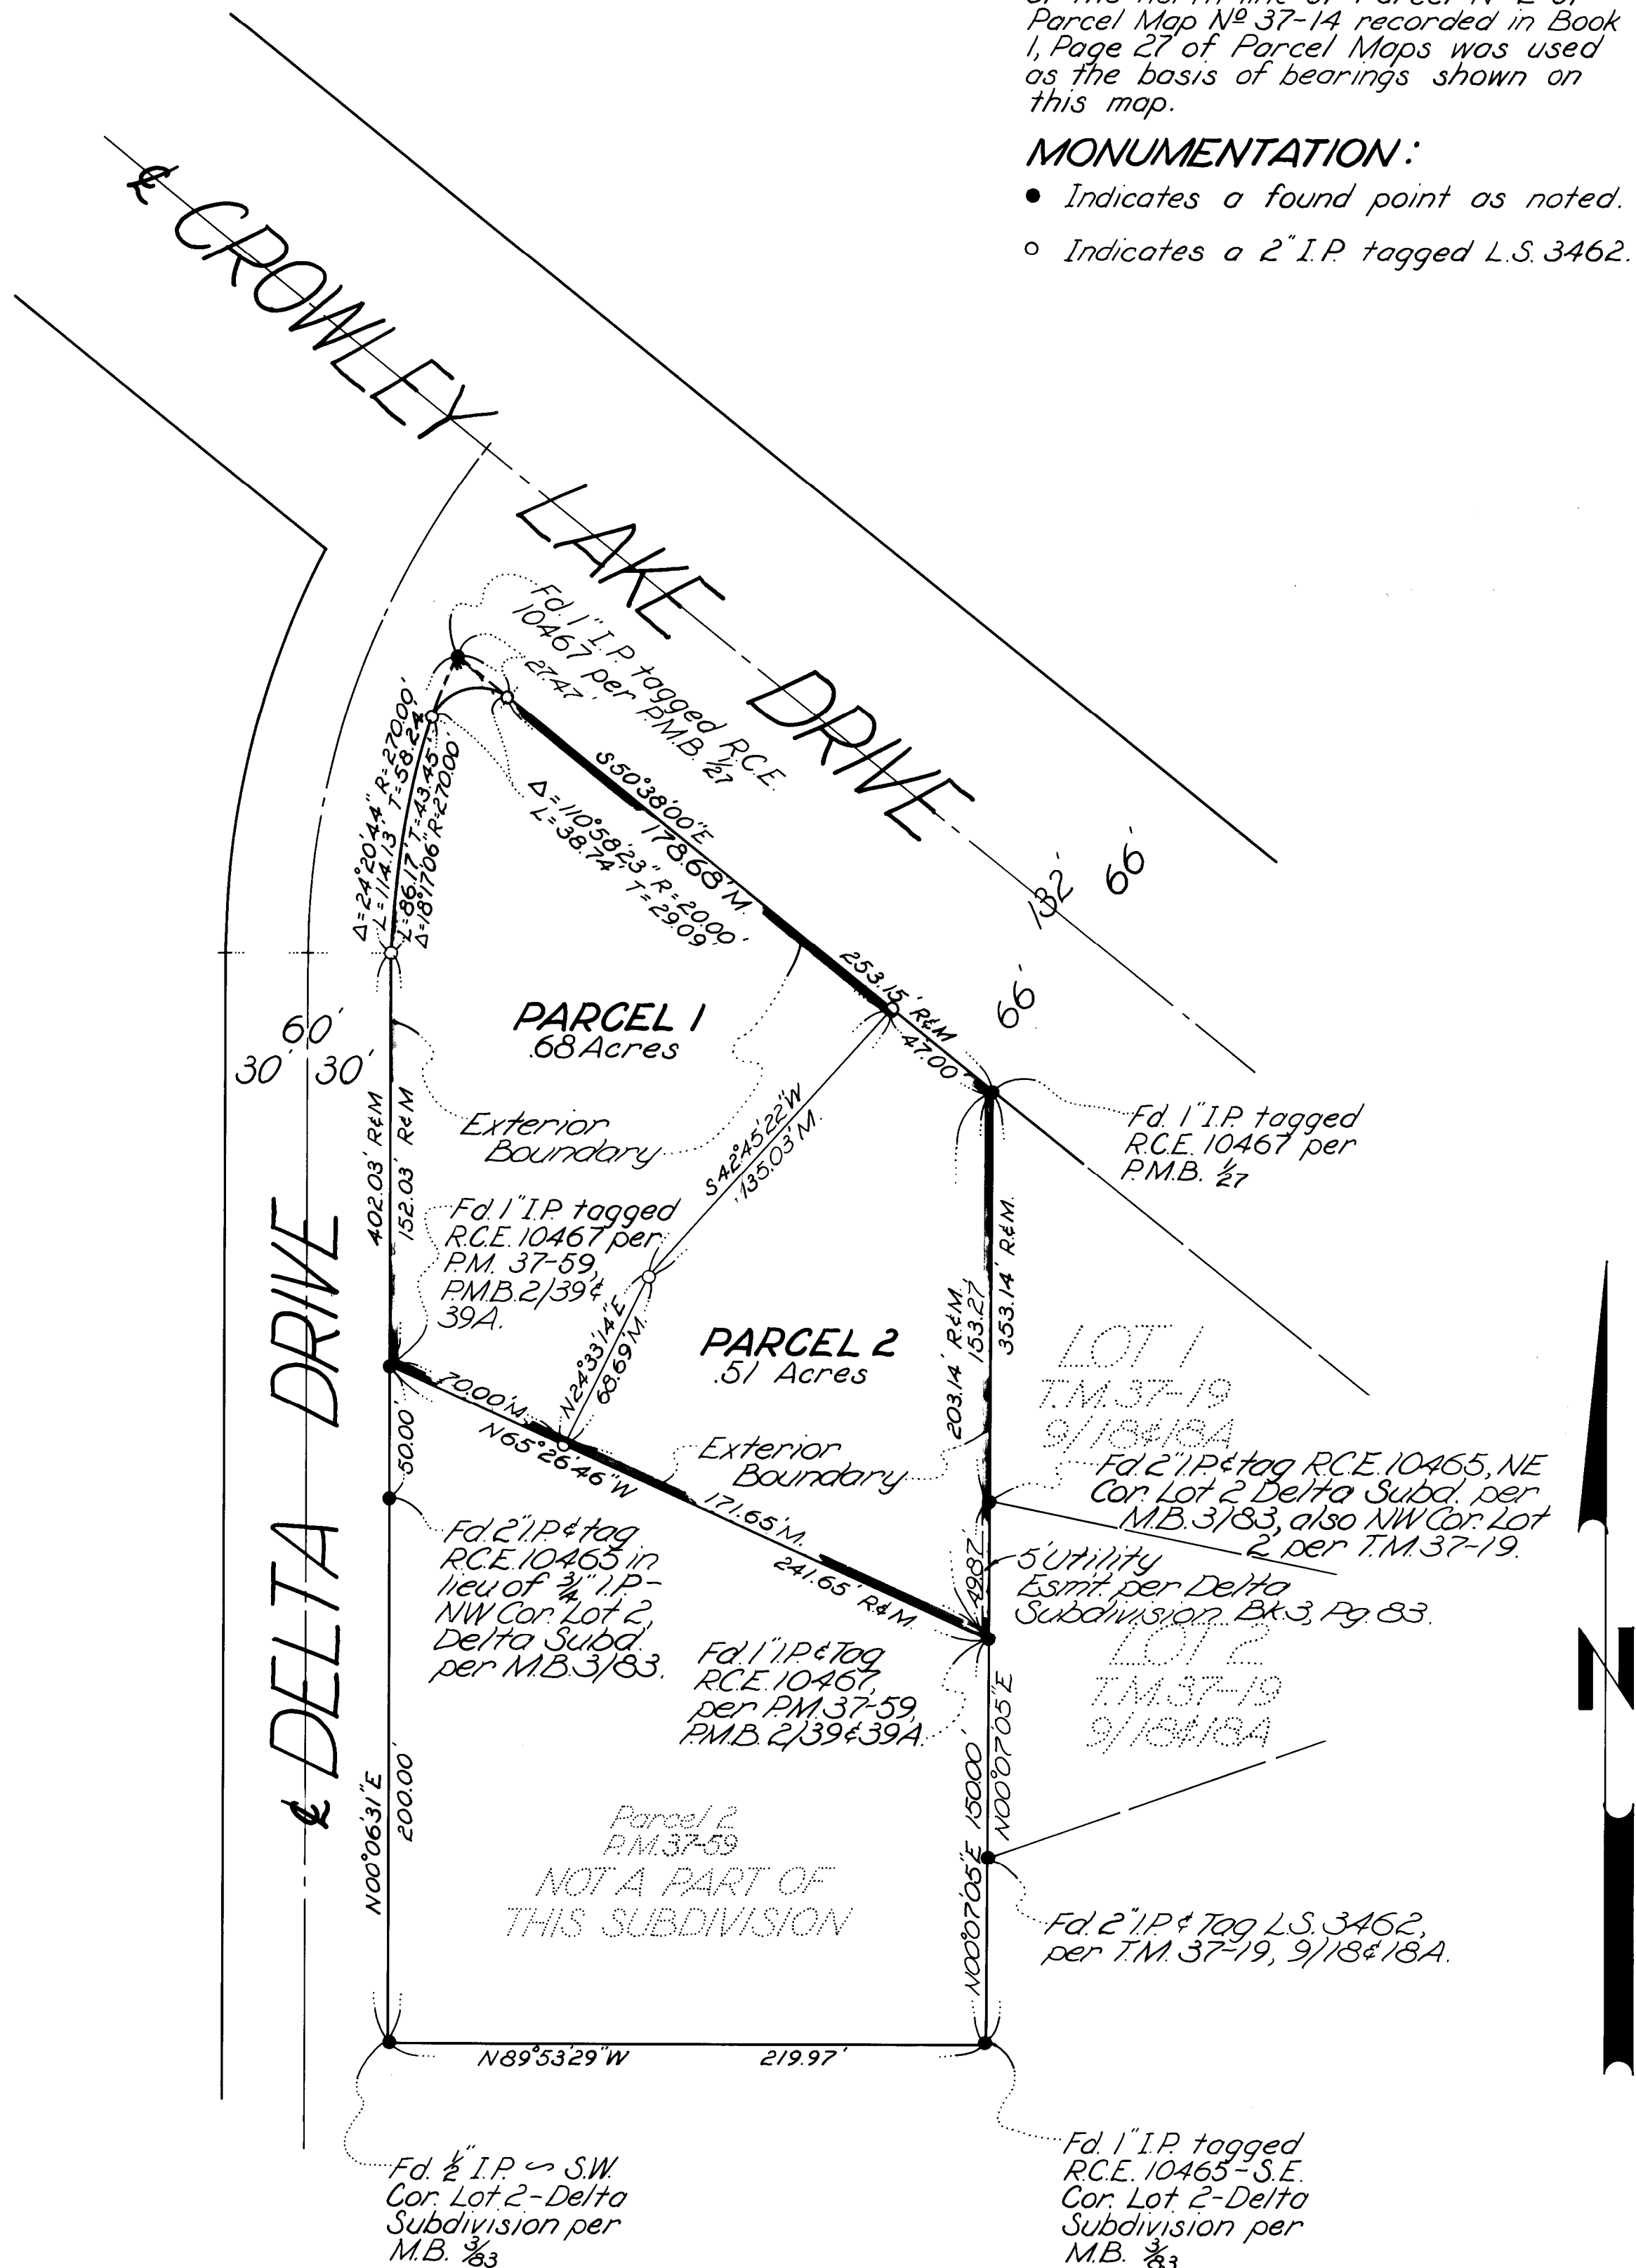 Parcel Map Nº 37-14 recorded in Book
1, Page 27 of Parcel Maps was used
as the basis of bearings shown on
this map.
MONUMENTATION:
● Indicates a found point as noted.
○ Indicates a 2" I.P. tagged L.S. 3462.
℄ CROWLEY LAKE DRIVE
Fd. 1" I.P. tagged R.C.E.
10467 per P.M.B. 1/27
27.47'
Δ=24°20'44" R=270.00'
L=114.13' T=58.24'
L=86.17' T=43.45'
Δ=18°17'06" R=270.00'
S50°38'00"E
178.68' M.
Δ=110°58'23" R=20.00'
L=38.74' T=29.09'
132'
66'
66'
253.15' R&M
47.00'
PARCEL 1
.68 Acres
60'
30' 30'
Exterior
Boundary
402.03' R&M
152.03' R&M
S42°45'22"W
135.03' M.
Fd. 1" I.P. tagged
R.C.E. 10467 per
P.M.B. 1/27
Fd. 1" I.P. tagged
R.C.E. 10467 per
P.M. 37-59,
P.M.B. 2/39 &
39A.
N24°33'14"E
68.69' M.
PARCEL 2
.51 Acres
203.14' R&M.
153.27'
353.14' R&M.
LOT 1
T.M. 37-19
9/18&18A
70.00' M.
N65°26'46"W
171.65' M.
241.65' R&M.
50.00'
Exterior
Boundary
Fd. 2" I.P. & tag R.C.E. 10465, NE
Cor. Lot 2 Delta Subd. per
M.B. 3/83, also NW Cor. Lot
2 per T.M. 37-19.
49.87'
5' Utility
Esmt. per Delta
Subdivision Bk 3, Pg. 83.
Fd. 2" I.P. & tag
R.C.E. 10465 in
lieu of 3/4" I.P.-
NW Cor. Lot 2,
Delta Subd.
per M.B. 3/83.
Fd. 1" I.P. & Tag
R.C.E. 10467,
per P.M. 37-59,
P.M.B. 2/39&39A.
LOT 2
T.M. 37-19
9/18&18A
N
℄ DELTA DRIVE
N00°06'31"E
200.00'
N00°07'05"E 150.00'
N00°07'05"E
Parcel 2
P.M. 37-59
NOT A PART OF
THIS SUBDIVISION
Fd. 2" I.P. & Tag L.S. 3462,
per T.M. 37-19, 9/18&18A.
N89°53'29"W 219.97'
Fd. 1/2" I.P. ~ S.W.
Cor. Lot 2-Delta
Subdivision per
M.B. 3/83
Fd. 1" I.P. tagged
R.C.E. 10465-S.E.
Cor. Lot 2-Delta
Subdivision per
M.B. 3/83